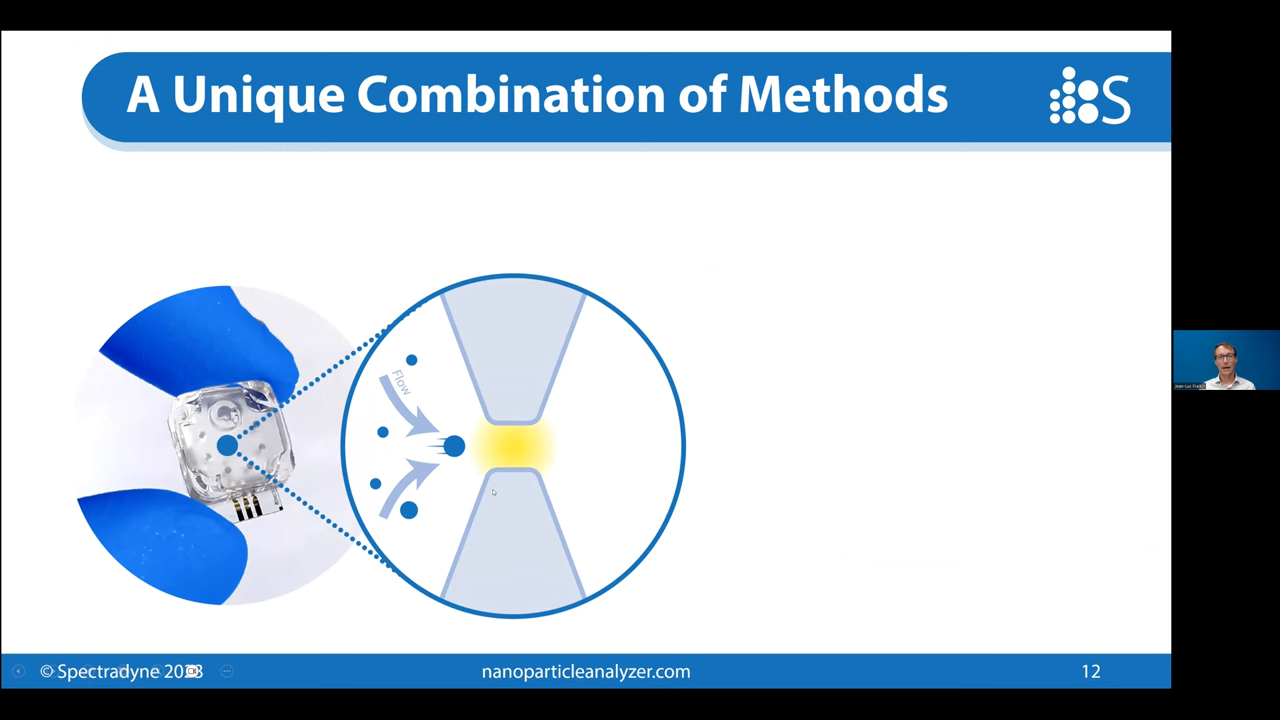 A Unique Combination of Methods
S
Flow
© Spectradyne 2023
nanoparticleanalyzer.com
12